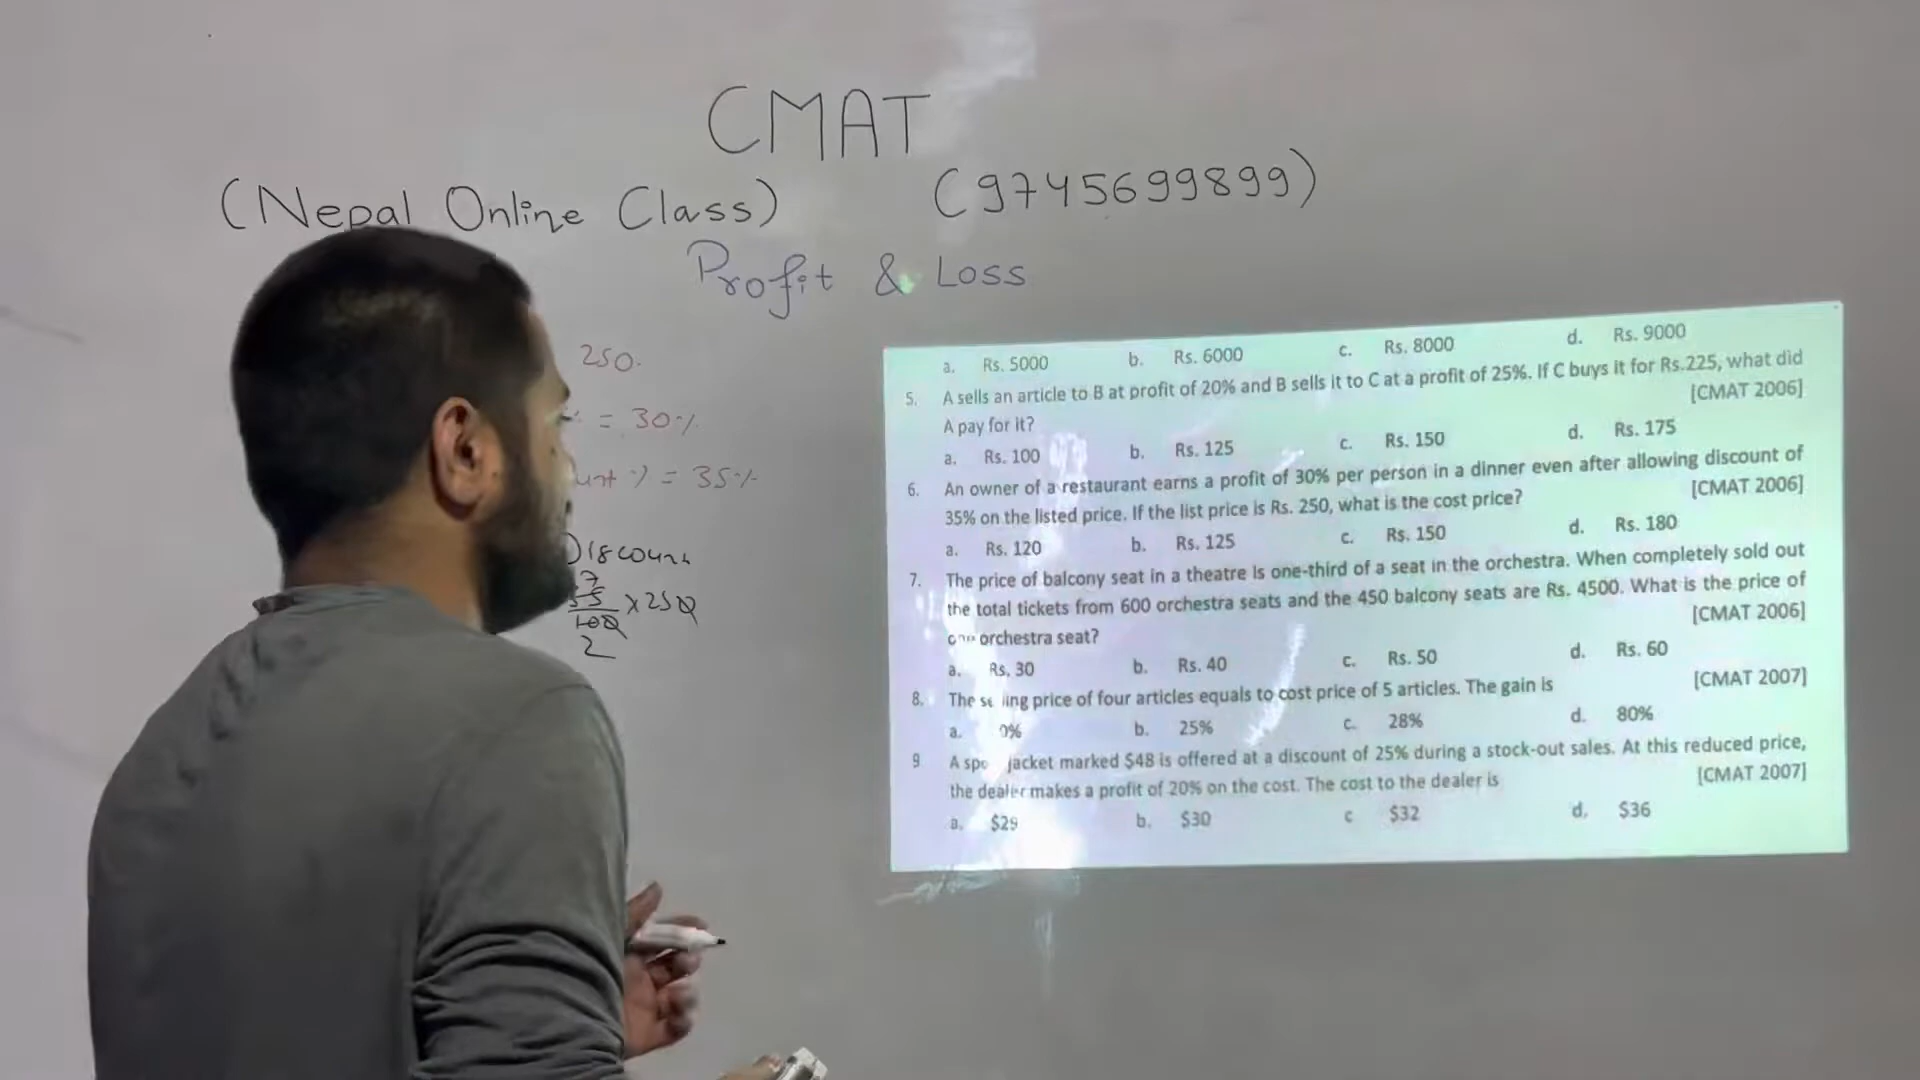 CMAT
(Nepal Online Class) (9745699899)
Profit & Loss
250.
= 30%
unt % = 35%
Discount
7
35
100 × 250
2
a. Rs. 5000 b. Rs. 6000 c. Rs. 8000 d. Rs. 9000
5. A sells an article to B at profit of 20% and B sells it to C at a profit of 25%. If C buys it for Rs.225, what did
A pay for it? [CMAT 2006]
a. Rs. 100 b. Rs. 125 c. Rs. 150 d. Rs. 175
6. An owner of a restaurant earns a profit of 30% per person in a dinner even after allowing discount of
35% on the listed price. If the list price is Rs. 250, what is the cost price? [CMAT 2006]
a. Rs. 120 b. Rs. 125 c. Rs. 150 d. Rs. 180
7. The price of balcony seat in a theatre is one-third of a seat in the orchestra. When completely sold out
the total tickets from 600 orchestra seats and the 450 balcony seats are Rs. 4500. What is the price of
orchestra seat? [CMAT 2006]
a. Rs. 30 b. Rs. 40 c. Rs. 50 d. Rs. 60
8. The selling price of four articles equals to cost price of 5 articles. The gain is [CMAT 2007]
a. 0% b. 25% c. 28% d. 80%
9 A jacket marked $48 is offered at a discount of 25% during a stock-out sales. At this reduced price,
the dealer makes a profit of 20% on the cost. The cost to the dealer is [CMAT 2007]
a. $29 b. $30 c $32 d. $36